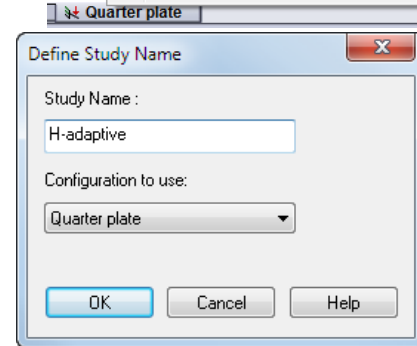 Quarter plate
Define Study Name
Study Name :
H-adaptive
Configuration to use:
Quarter plate
OK Cancel Help